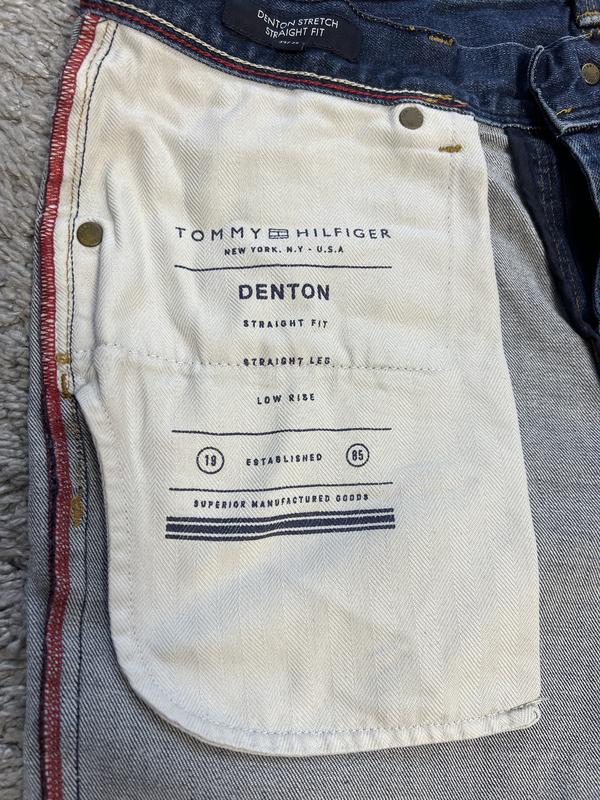 DENTON STRETCH
STRAIGHT FIT
TOMMY HILFIGER
NEW YORK. N.Y - U.S.A
DENTON
STRAIGHT FIT
STRAIGHT LEG
LOW RISE
19 ESTABLISHED 85
SUPERIOR MANUFACTURED GOODS